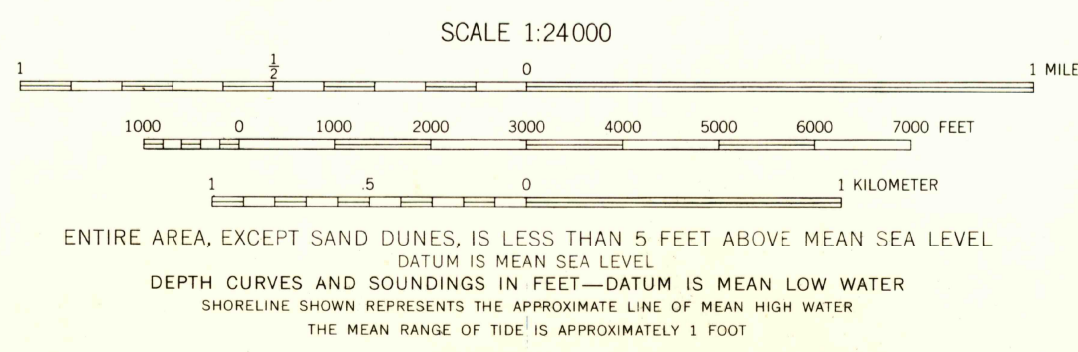 SCALE 1:24000
1 1/2 0 1 MILE
1000 0 1000 2000 3000 4000 5000 6000 7000 FEET
1 .5 0 1 KILOMETER
ENTIRE AREA, EXCEPT SAND DUNES, IS LESS THAN 5 FEET ABOVE MEAN SEA LEVEL
DATUM IS MEAN SEA LEVEL
DEPTH CURVES AND SOUNDINGS IN FEET—DATUM IS MEAN LOW WATER
SHORELINE SHOWN REPRESENTS THE APPROXIMATE LINE OF MEAN HIGH WATER
THE MEAN RANGE OF TIDE IS APPROXIMATELY 1 FOOT